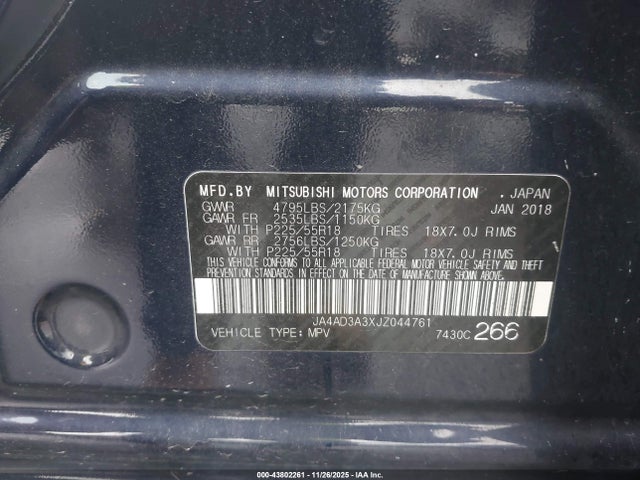 MFD.BY MITSUBISHI MOTORS CORPORATION . JAPAN
GVWR 4795LBS/2175KG JAN 2018
GAWR FR 2535LBS/1150KG
WITH P225/55R18 TIRES 18X7.0J RIMS
GAWR RR 2756LBS/1250KG
WITH P225/55R18 TIRES 18X7.0J RIMS
THIS VEHICLE CONFORMS TO ALL APPLICABLE FEDERAL MOTOR VEHICLE SAFETY AND THEFT
PREVENTION STANDARDS IN EFFECT ON THE DATE OF MANUFACTURE SHOWN ABOVE.
JA4AD3A3XJZ044761
VEHICLE TYPE: MPV 7430C 266
000-43802261 - 11/26/2025 - IAAI.CA